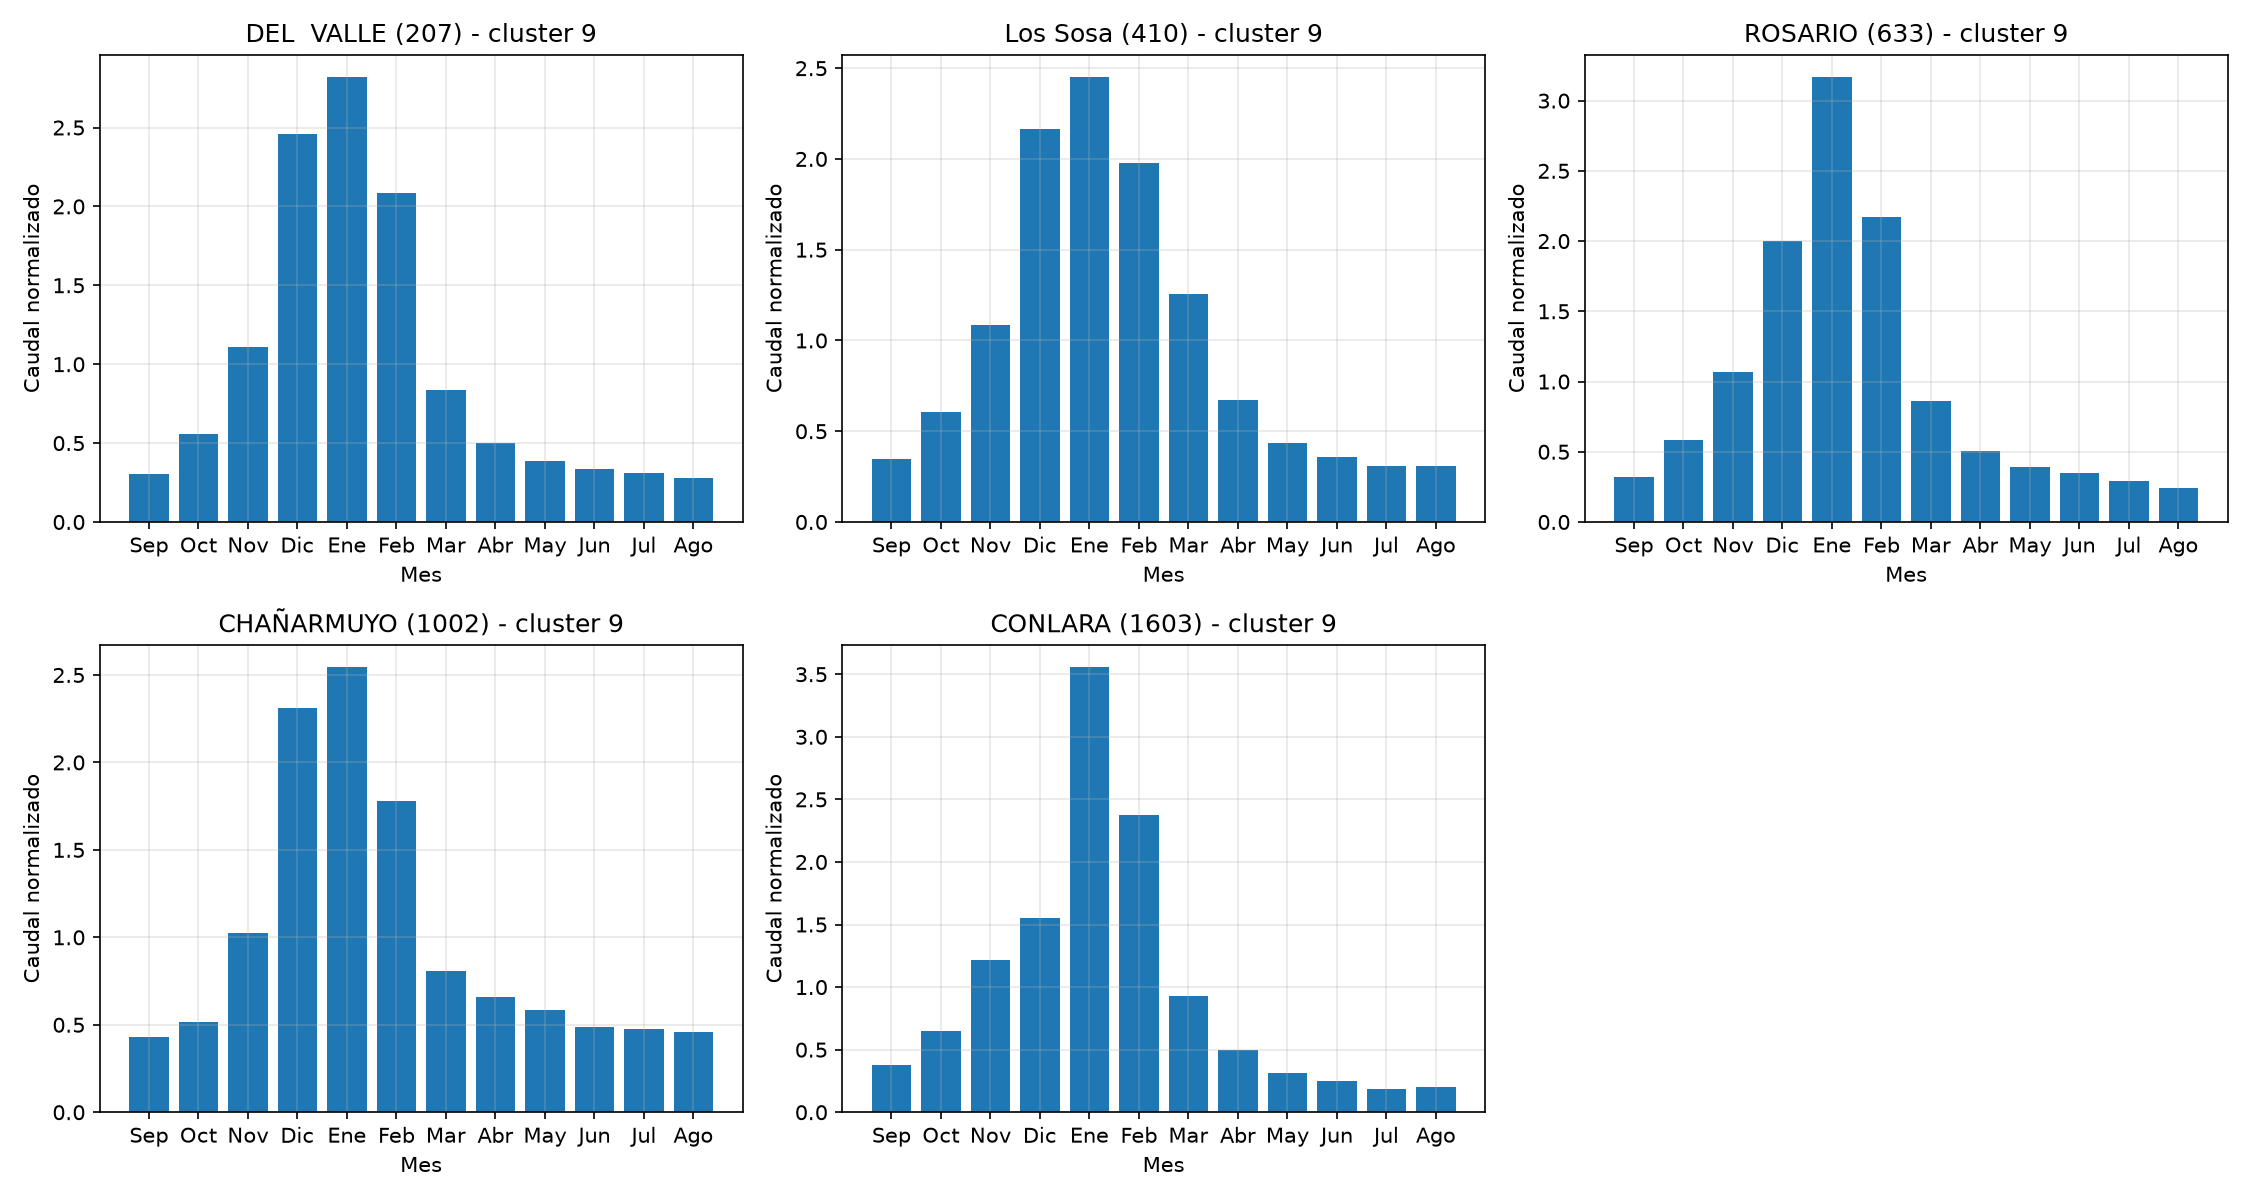 DEL  VALLE (207) - cluster 9
Caudal normalizado
2.5
2.0
1.5
1.0
0.5
0.0
Sep Oct Nov Dic Ene Feb Mar Abr May Jun Jul Ago
Mes
Los Sosa (410) - cluster 9
Caudal normalizado
2.5
2.0
1.5
1.0
0.5
0.0
Sep Oct Nov Dic Ene Feb Mar Abr May Jun Jul Ago
Mes
ROSARIO (633) - cluster 9
Caudal normalizado
3.0
2.5
2.0
1.5
1.0
0.5
0.0
Sep Oct Nov Dic Ene Feb Mar Abr May Jun Jul Ago
Mes
CHAÑARMUYO (1002) - cluster 9
Caudal normalizado
2.5
2.0
1.5
1.0
0.5
0.0
Sep Oct Nov Dic Ene Feb Mar Abr May Jun Jul Ago
Mes
CONLARA (1603) - cluster 9
Caudal normalizado
3.5
3.0
2.5
2.0
1.5
1.0
0.5
0.0
Sep Oct Nov Dic Ene Feb Mar Abr May Jun Jul Ago
Mes